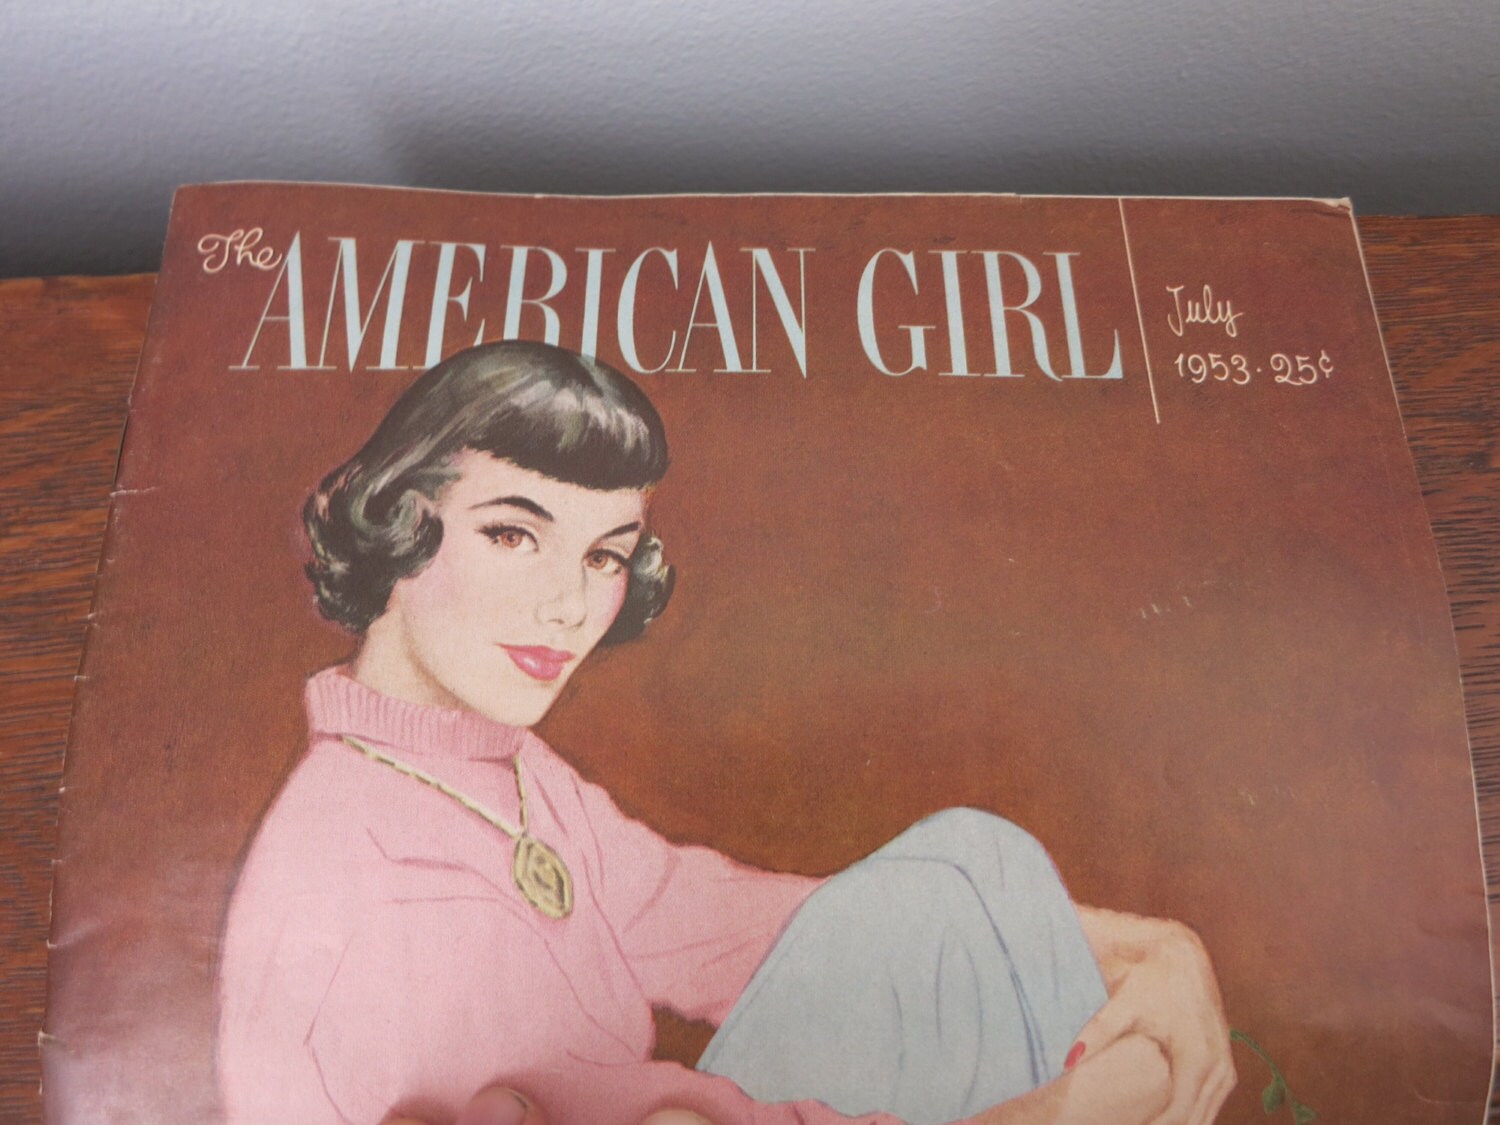 The AMERICAN GIRL
July
1953 · 25¢